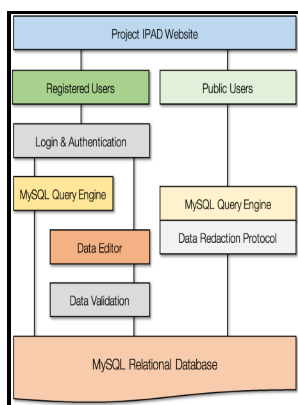 Project IPAD Website
Registered Users
Public Users
Login & Authentication
MySQL Query Engine
MySQL Query Engine
Data Redaction Protocol
Data Editor
Data Validation
MySQL Relational Database